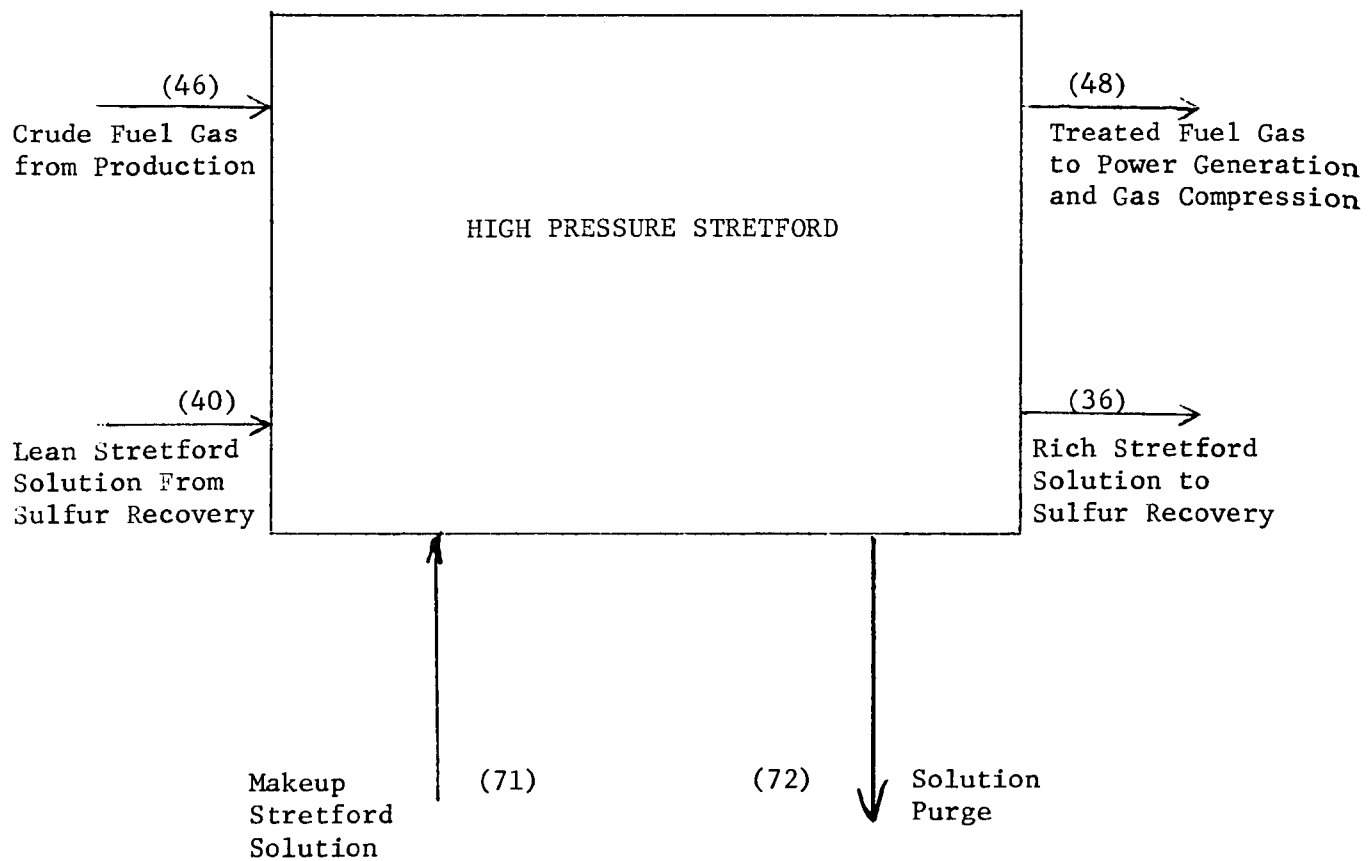 (46)
Crude Fuel Gas
from Production
(48)
Treated Fuel Gas
to Power Generation
and Gas Compression
HIGH PRESSURE STRETFORD
(40)
Lean Stretford
Solution From
Sulfur Recovery
(36)
Rich Stretford
Solution to
Sulfur Recovery
Makeup
Stretford
Solution
(71)
(72)
Solution
Purge